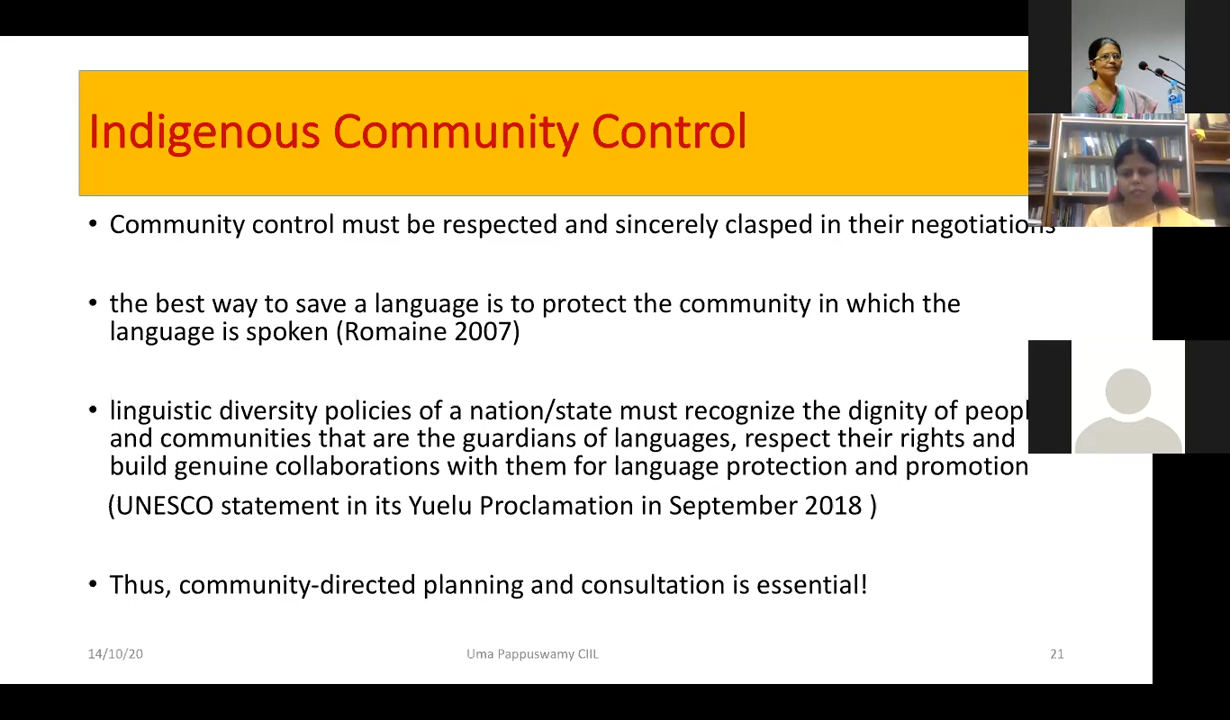 Indigenous Community Control
• Community control must be respected and sincerely clasped in their negotiations
• the best way to save a language is to protect the community in which the
language is spoken (Romaine 2007)
• linguistic diversity policies of a nation/state must recognize the dignity of peopl
and communities that are the guardians of languages, respect their rights and
build genuine collaborations with them for language protection and promotion
(UNESCO statement in its Yuelu Proclamation in September 2018 )
• Thus, community-directed planning and consultation is essential!
14/10/20
Uma Pappuswamy CIIL
21